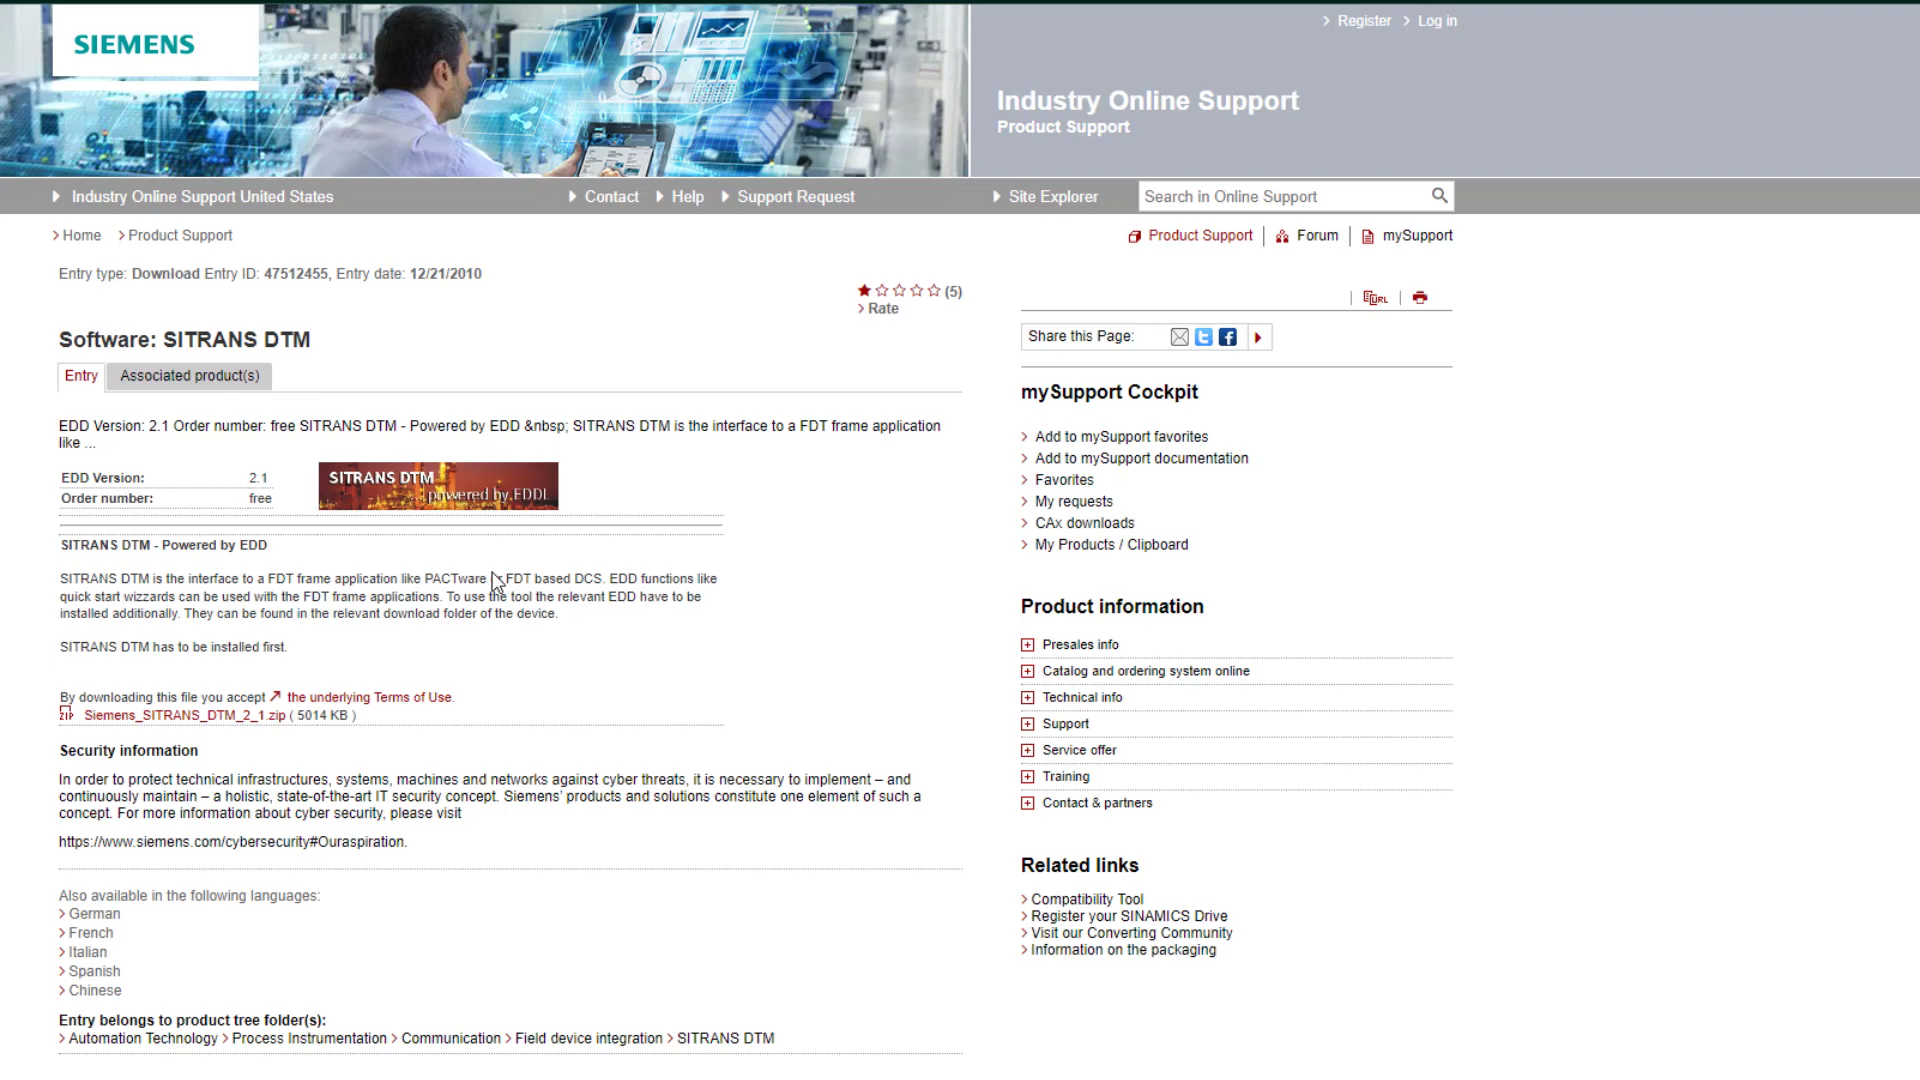 SIEMENS
Register Log in
Industry Online Support
Product Support
Industry Online Support United States Contact Help Support Request Site Explorer Search in Online Support
Home Product Support
Product Support Forum mySupport
Entry type: Download Entry ID: 47512455, Entry date: 12/21/2010
(5)
Rate
URL
Share this Page:
Software: SITRANS DTM
Entry Associated product(s)
EDD Version: 2.1 Order number: free SITRANS DTM - Powered by EDD &nbsp; SITRANS DTM is the interface to a FDT frame application
like ...
EDD Version: 2.1
Order number: free
SITRANS DTM
...powered by EDDL
SITRANS DTM - Powered by EDD
SITRANS DTM is the interface to a FDT frame application like PACTware FDT based DCS. EDD functions like
quick start wizzards can be used with the FDT frame applications. To use the tool the relevant EDD have to be
installed additionally. They can be found in the relevant download folder of the device.
SITRANS DTM has to be installed first.
By downloading this file you accept the underlying Terms of Use.
ZIP Siemens_SITRANS_DTM_2_1.zip ( 5014 KB )
Security information
In order to protect technical infrastructures, systems, machines and networks against cyber threats, it is necessary to implement – and
continuously maintain – a holistic, state-of-the-art IT security concept. Siemens’ products and solutions constitute one element of such a
concept. For more information about cyber security, please visit
https://www.siemens.com/cybersecurity#Ouraspiration.
Also available in the following languages:
German
French
Italian
Spanish
Chinese
Entry belongs to product tree folder(s):
Automation Technology Process Instrumentation Communication Field device integration SITRANS DTM
mySupport Cockpit
Add to mySupport favorites
Add to mySupport documentation
Favorites
My requests
CAx downloads
My Products / Clipboard
Product information
Presales info
Catalog and ordering system online
Technical info
Support
Service offer
Training
Contact & partners
Related links
Compatibility Tool
Register your SINAMICS Drive
Visit our Converting Community
Information on the packaging